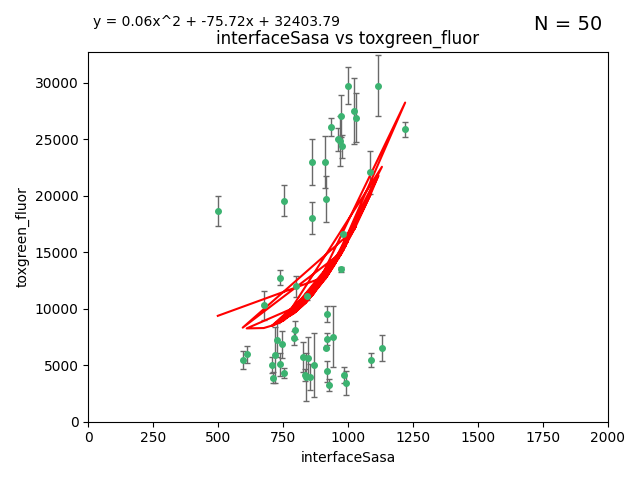 y = 0.06x^2 + -75.72x + 32403.79
N = 50
interfaceSasa vs toxgreen_fluor
30000
25000
20000
15000
10000
5000
0
toxgreen_fluor
0 250 500 750 1000 1250 1500 1750 2000
interfaceSasa